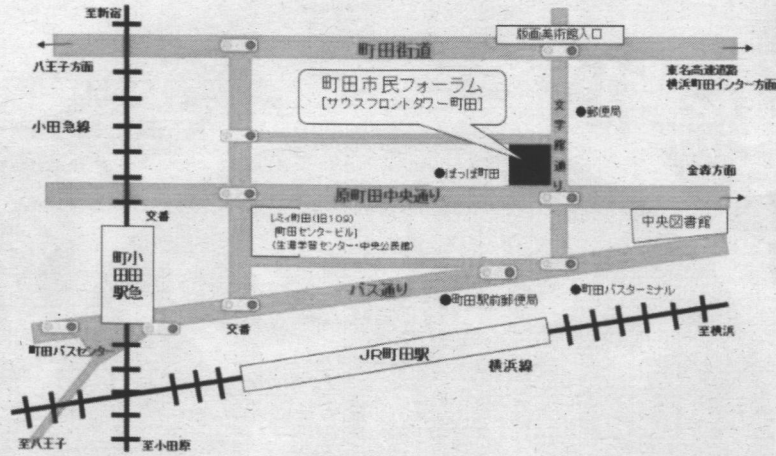 至新宿
町田街道
版画美術館入口
八王子方面
東名高速道路
横浜町田インター方面
町田市民フォーラム
[サウスフロントタワー町田]
小田急線
文学館通り
●郵便局
●ぽっぽ町田
金森方面
原町田中央通り
交番
レミィ町田(旧109)
[町田センタービル]
(生涯学習センター・中央公民館)
中央図書館
小田急
町田駅
バス通り
●町田駅前郵便局
●町田バスターミナル
交番
町田バスセンター
JR町田駅
横浜線
至横浜
至八王子
至小田原